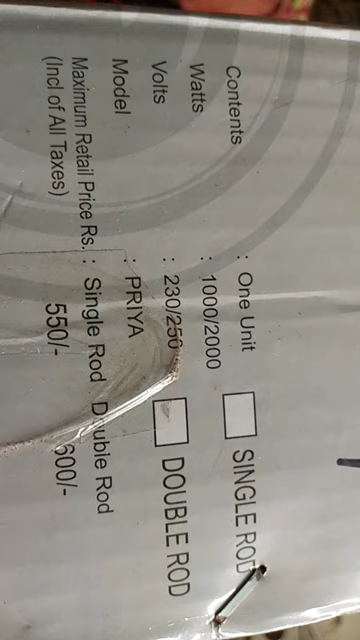 Contents : One Unit SINGLE ROD
Watts : 1000/2000
Volts : 230/250 DOUBLE ROD
Model : PRIYA
Maximum Retail Price Rs. : Single Rod Double Rod
(Incl of All Taxes) 550/- 600/-